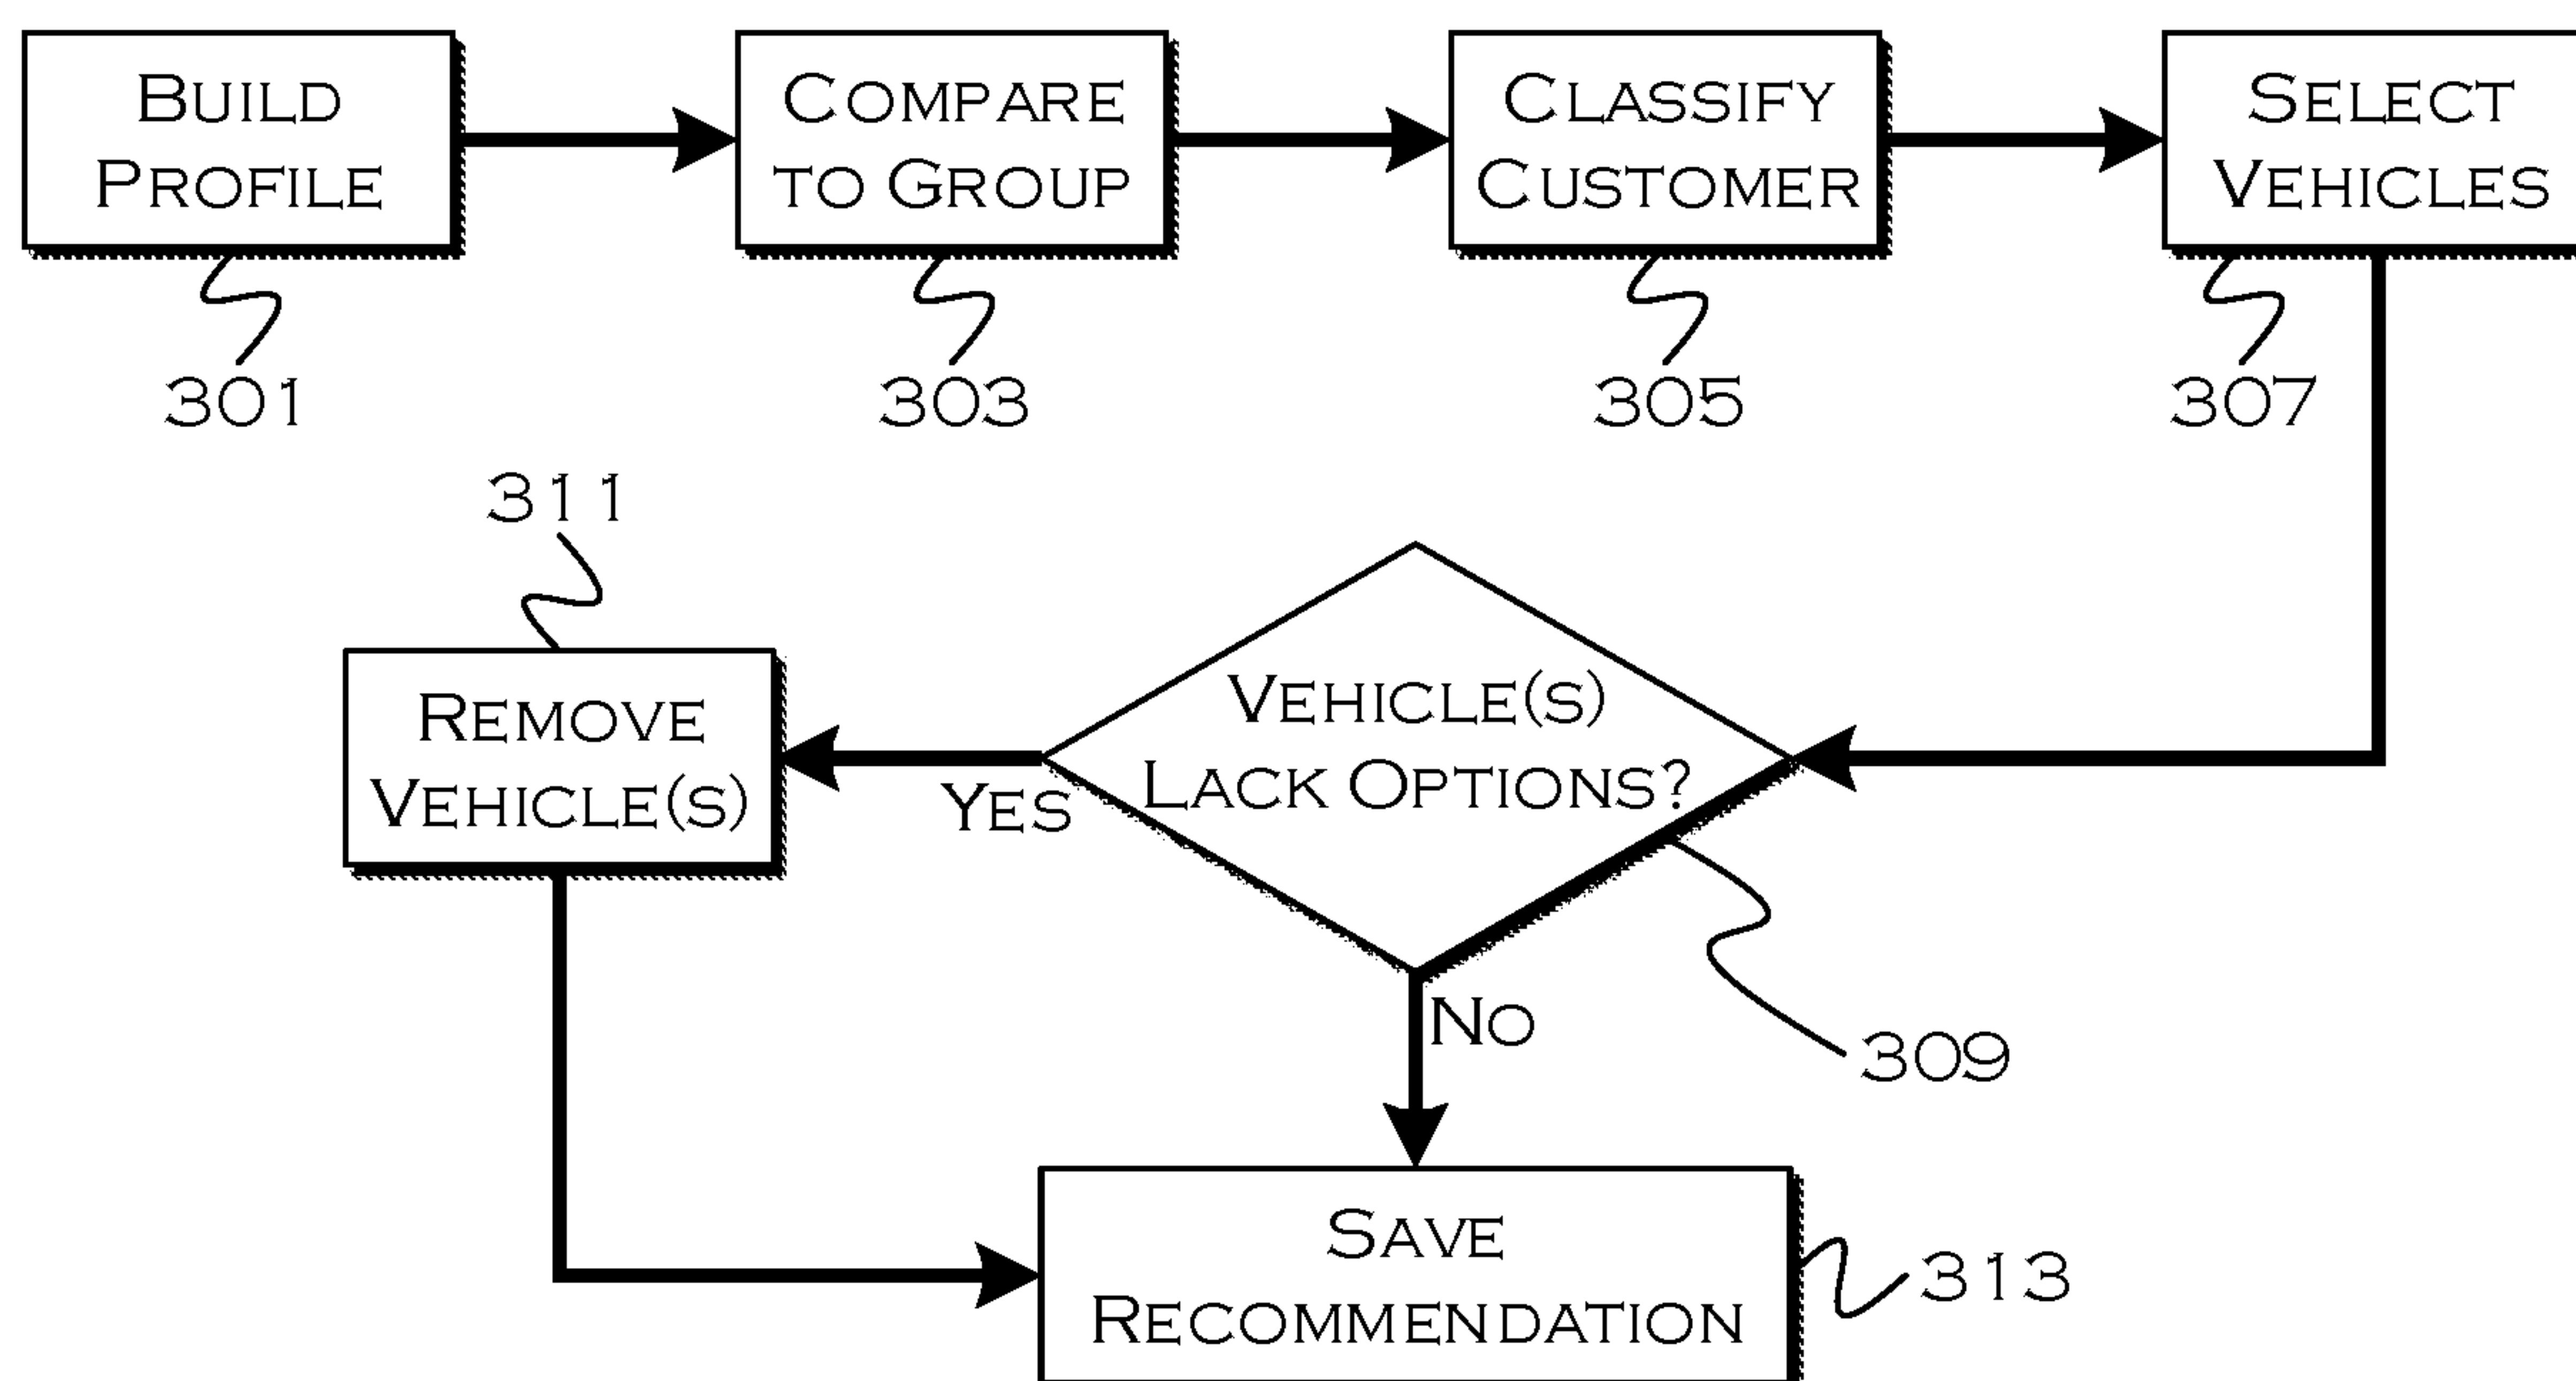 BUILD
PROFILE
COMPARE
TO GROUP
CLASSIFY
CUSTOMER
SELECT
VEHICLES
301
303
305
307
311
REMOVE
VEHICLE(S)
YES
VEHICLE(S)
LACK OPTIONS?
NO
309
SAVE
RECOMMENDATION
313